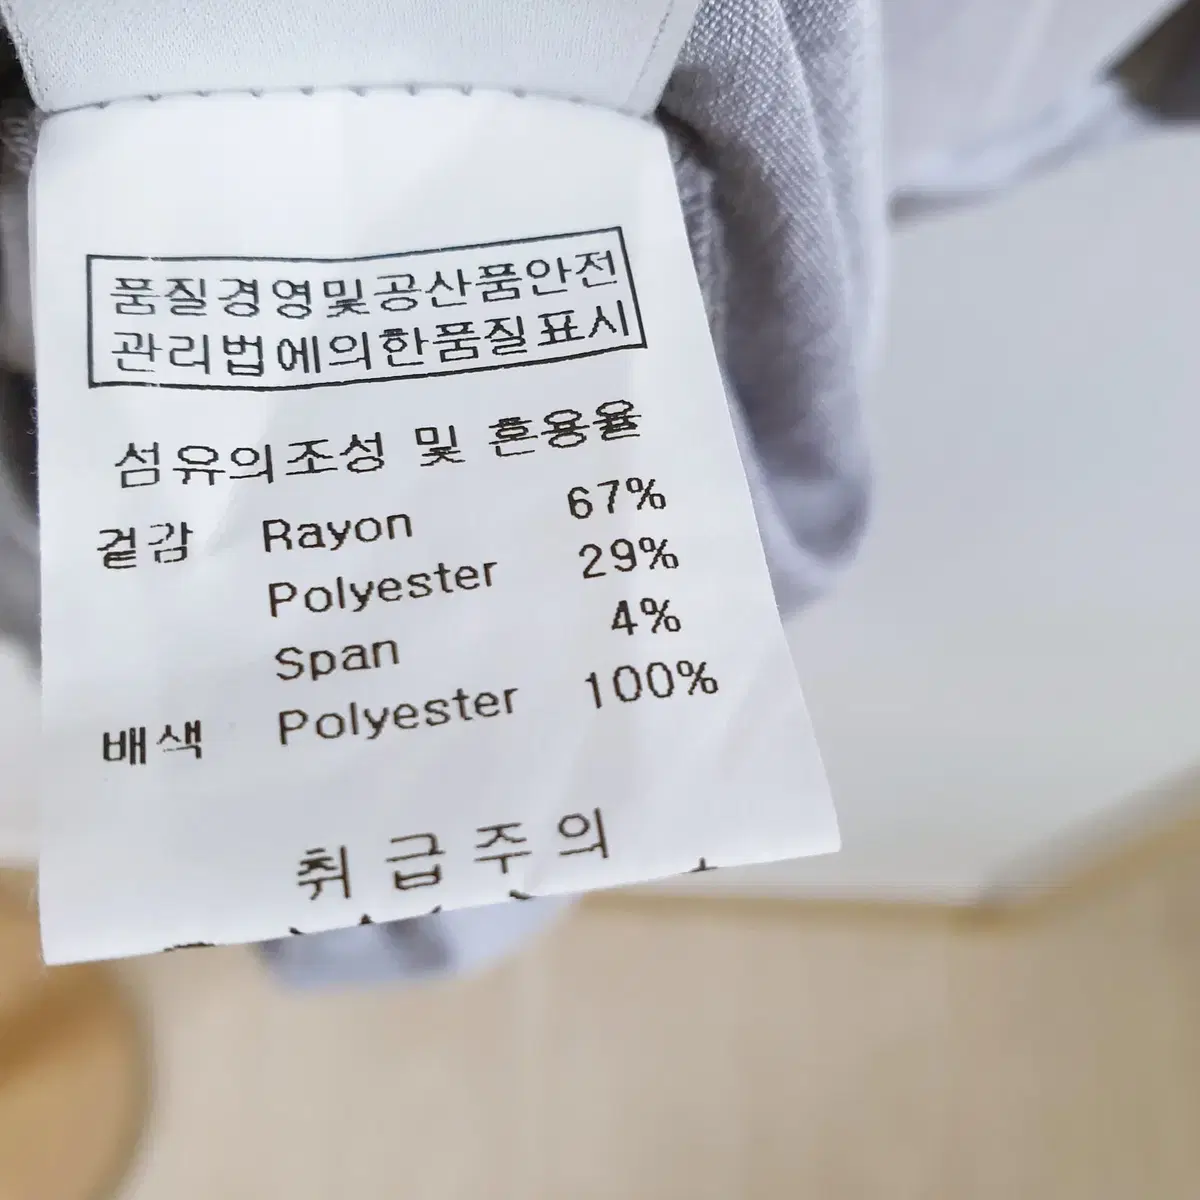 품질경영및공산품안전
관리법에의한품질표시
섬유의조성 및 혼용율
겉감 Rayon 67%
Polyester 29%
Span 4%
배색 Polyester 100%
취급주의